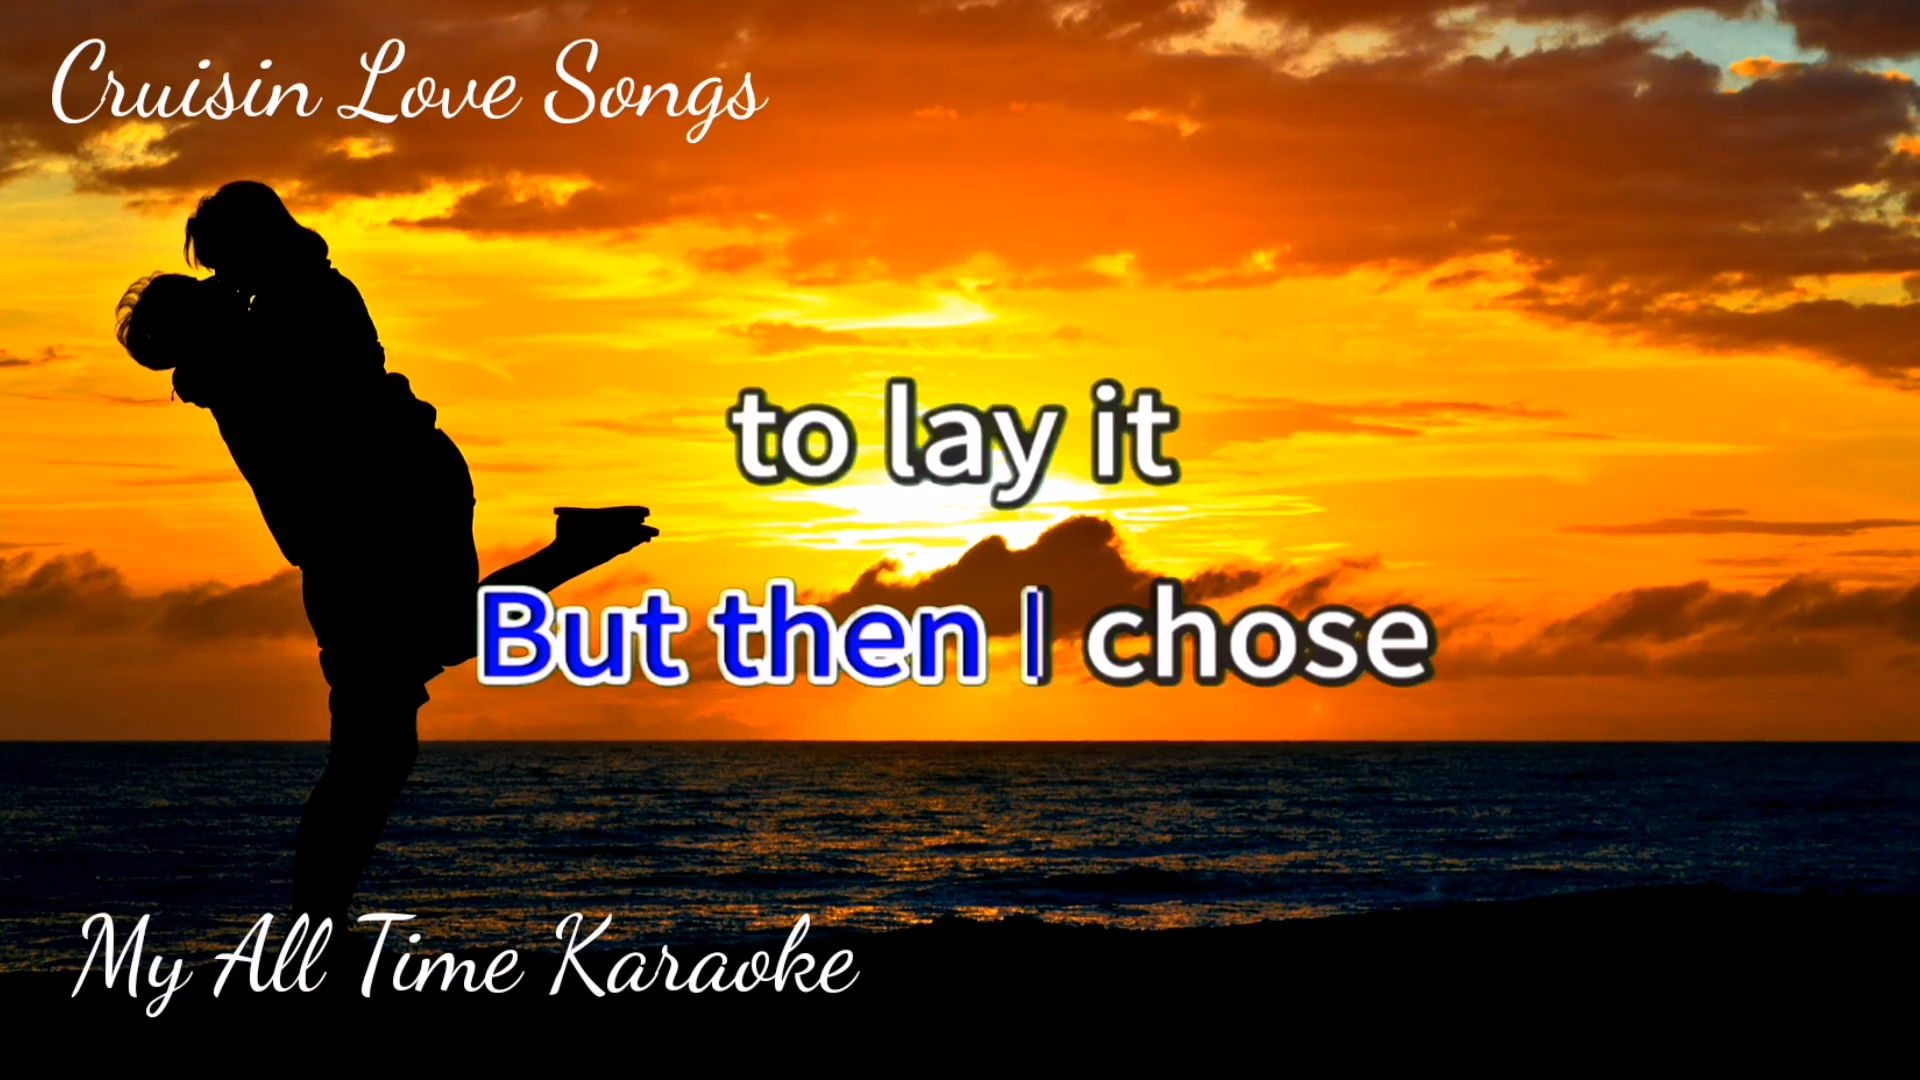 Cruisin Love Songs
to lay it
But then I chose
My All Time Karaoke